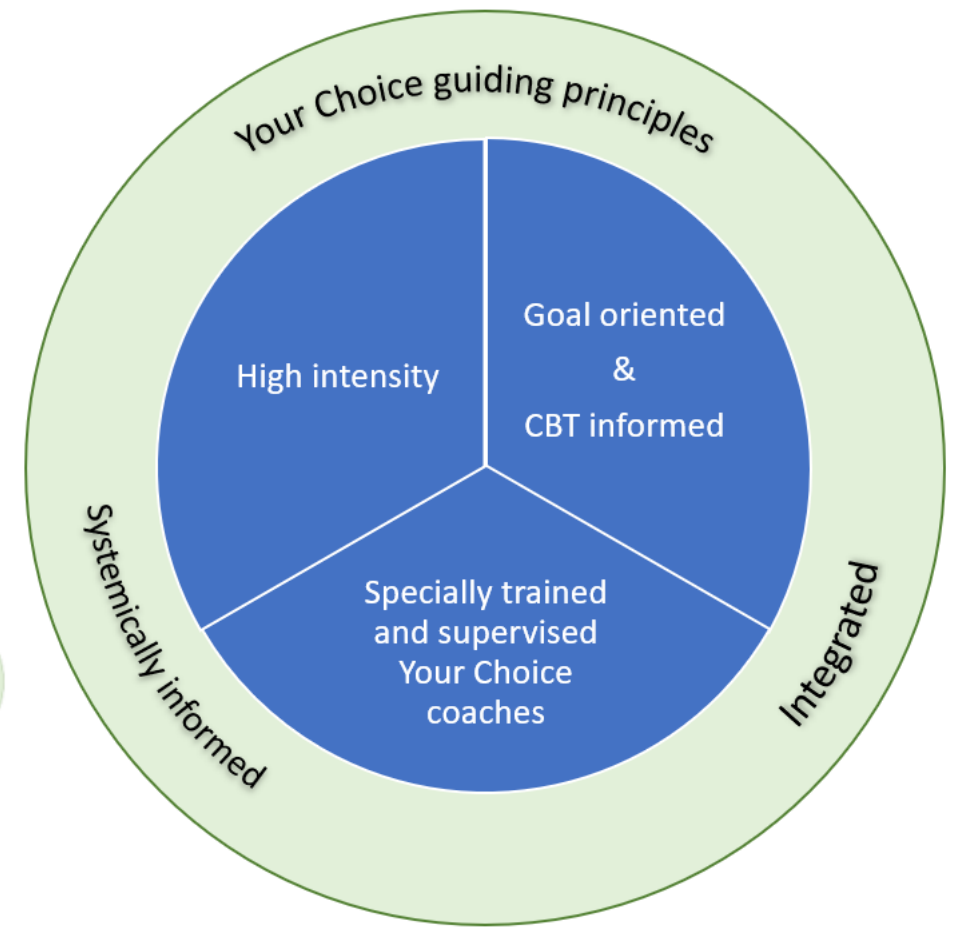 Your Choice guiding principles
High intensity
Goal oriented
&
CBT informed
Specially trained
and supervised
Your Choice
coaches
Systemically informed
Integrated